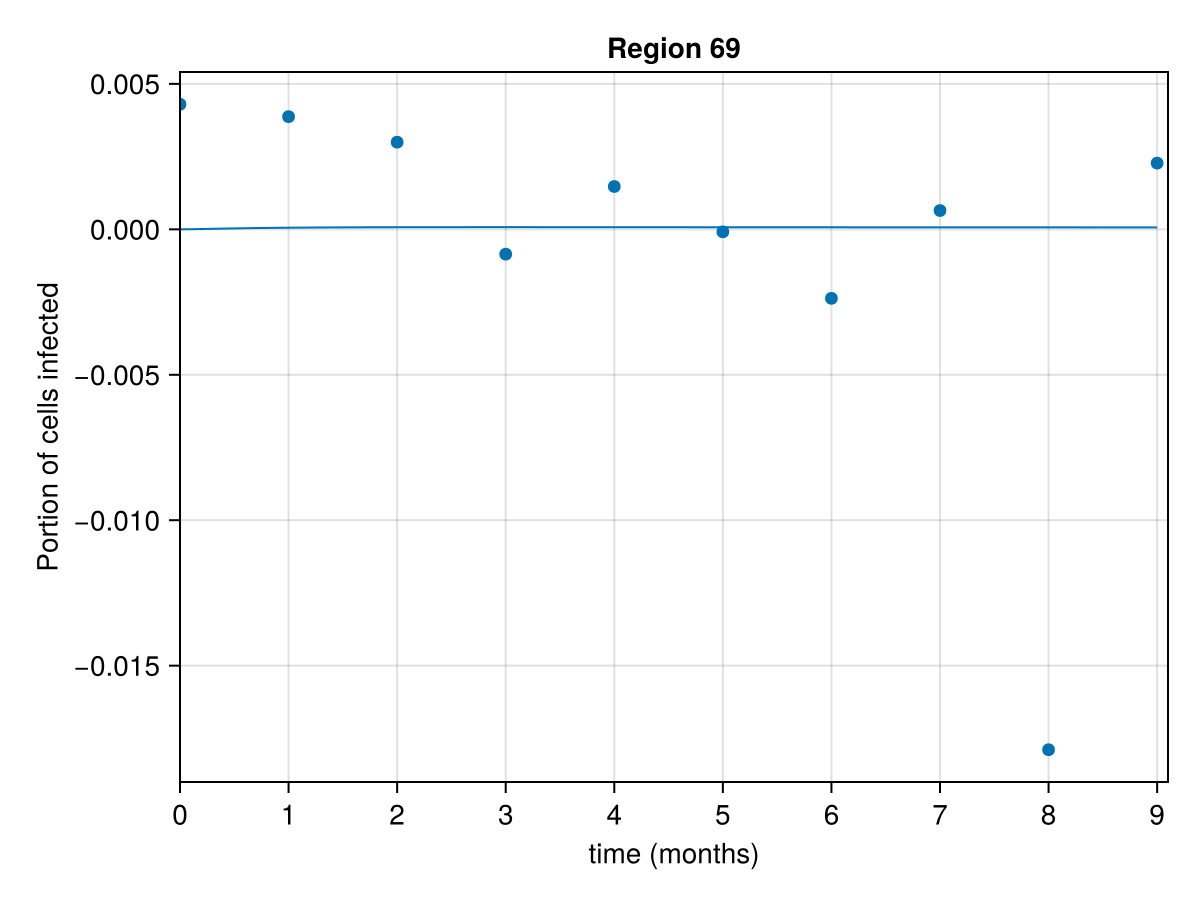 Region 69
0.005
0.000
−0.005
−0.010
−0.015
Portion of cells infected
0 1 2 3 4 5 6 7 8 9
time (months)